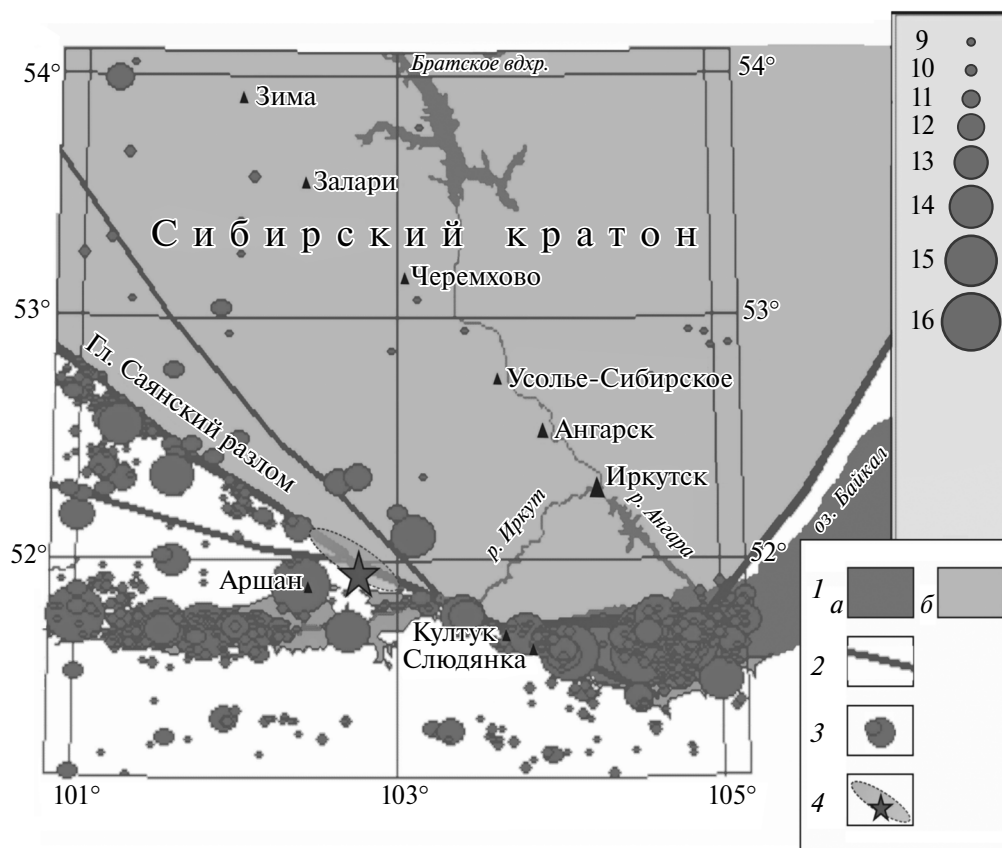 Братское вдхр.
54°
54°
Зима
Залари
Сибирский кратон
Черемхово
53°
53°
Гл. Саянский разлом
Усолье-Сибирское
Ангарск
Иркутск
р. Иркут
р. Ангара
оз. Байкал
52°
52°
Аршан
Култук
Слюдянка
101°
103°
105°
9
10
11
12
13
14
15
16
1 а б
2
3
4